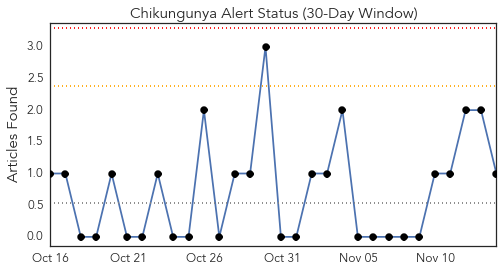 Chikungunya Alert Status (30-Day Window)
Articles Found
3.0
2.5
2.0
1.5
1.0
0.5
0.0
Oct 16 Oct 21 Oct 26 Oct 31 Nov 05 Nov 10